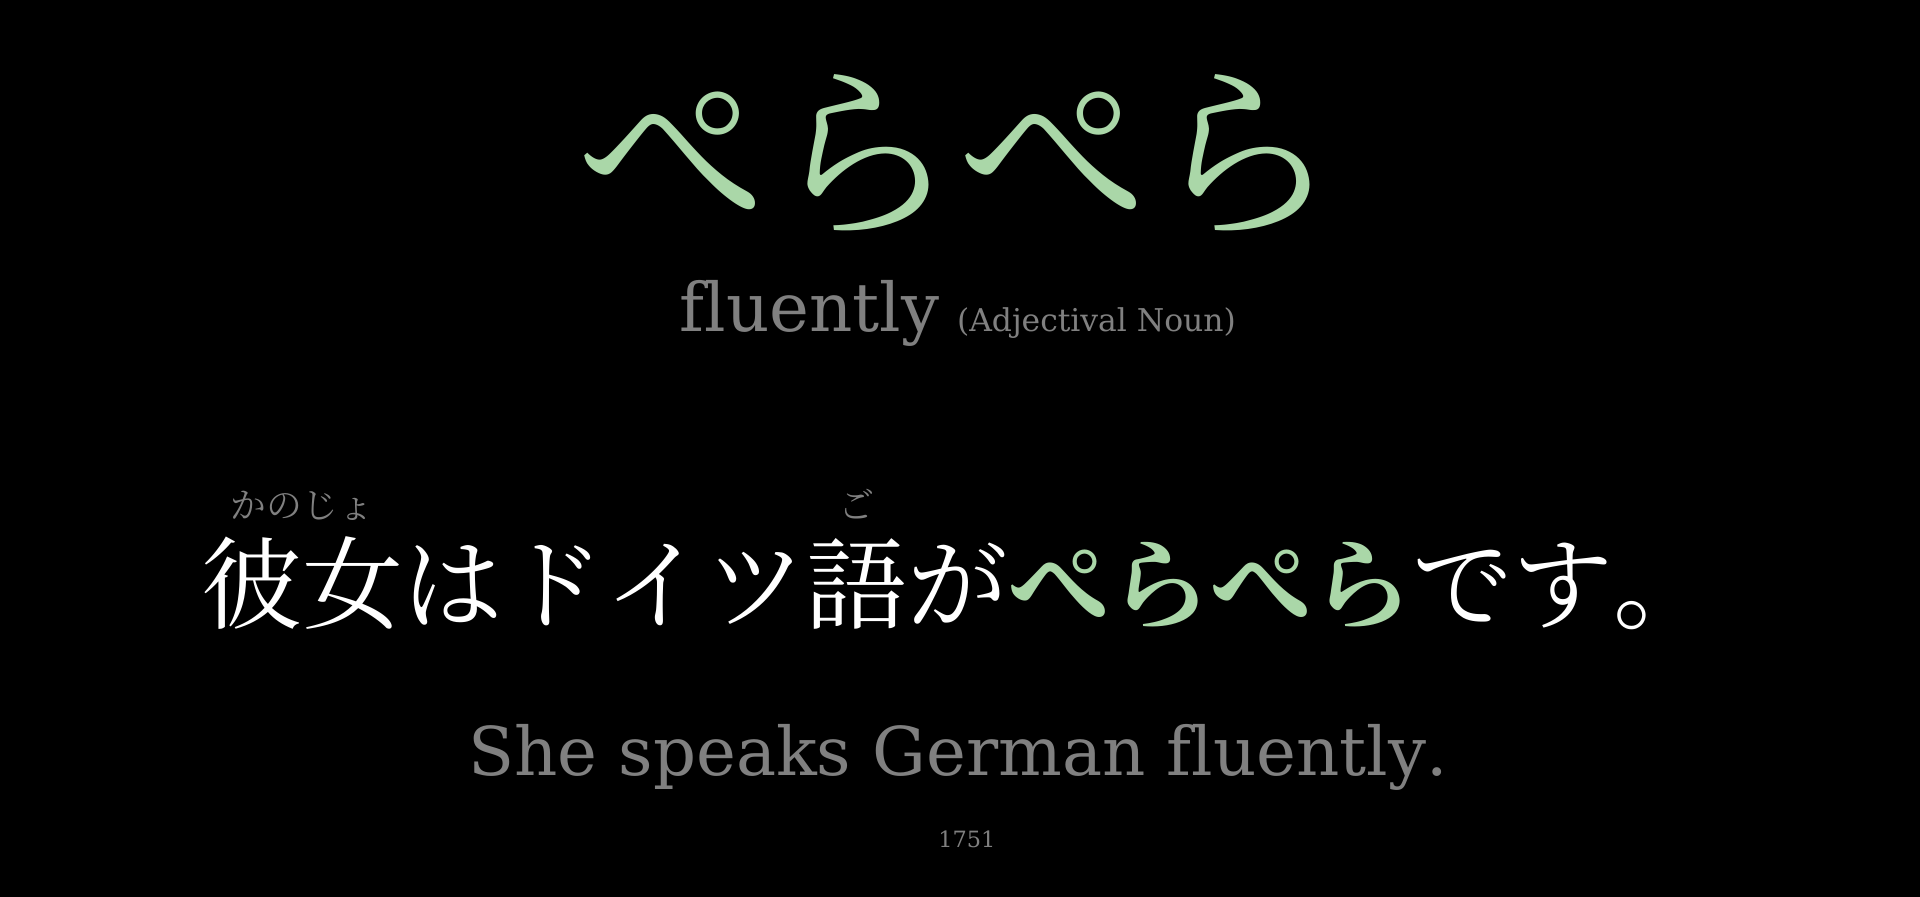 ぺらぺら
fluently (Adjectival Noun)
かのじょ ご
彼女はドイツ語がぺらぺらです。
She speaks German fluently.
1751